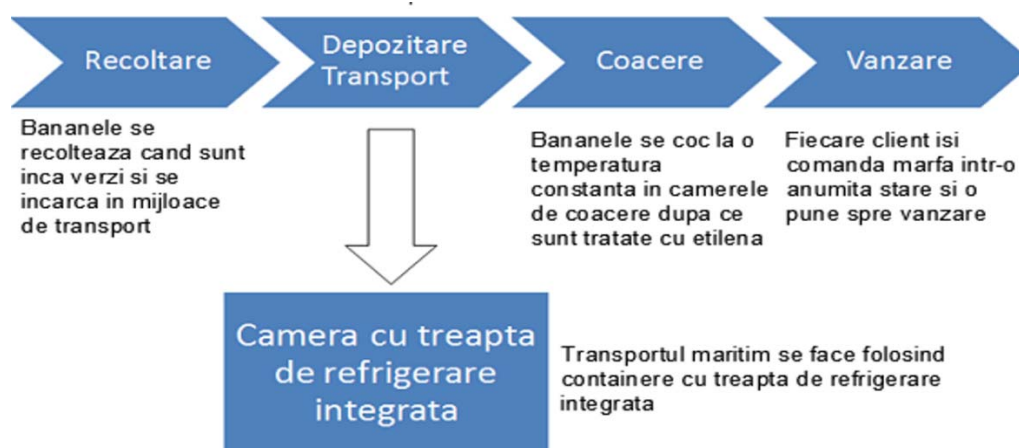 Recoltare
Depozitare
Transport
Coacere
Vanzare
Bananele se
recolteaza cand sunt
inca verzi si se
incarca in mijloace
de transport
Bananele se coc la o
temperatura
constanta in camerele
de coacere dupa ce
sunt tratate cu etilena
Fiecare client isi
comanda marfa intr-o
anumita stare si o
pune spre vanzare
Camera cu treapta
de refrigerare
integrata
Transportul maritim se face folosind
containere cu treapta de refrigerare
integrata